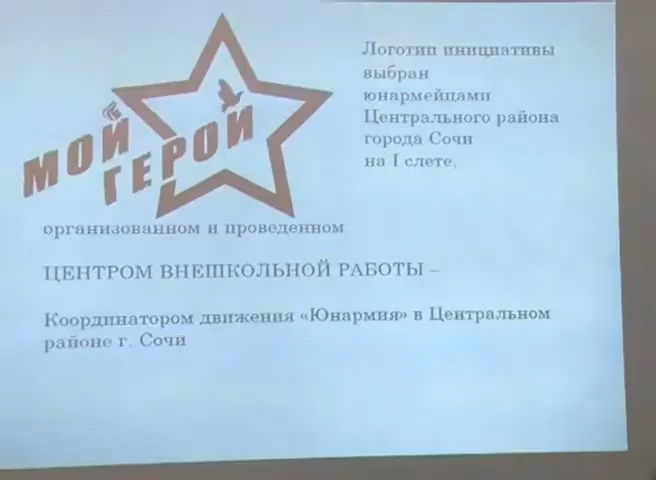 МОЙ
ГЕРОЙ
Логотип инициативы
выбран
юнармейцами
Центрального района
города Сочи
на I слете,
организованном и проведенном
ЦЕНТРОМ ВНЕШКОЛЬНОЙ РАБОТЫ –
Координатором движения «Юнармия» в Центральном
районе г. Сочи